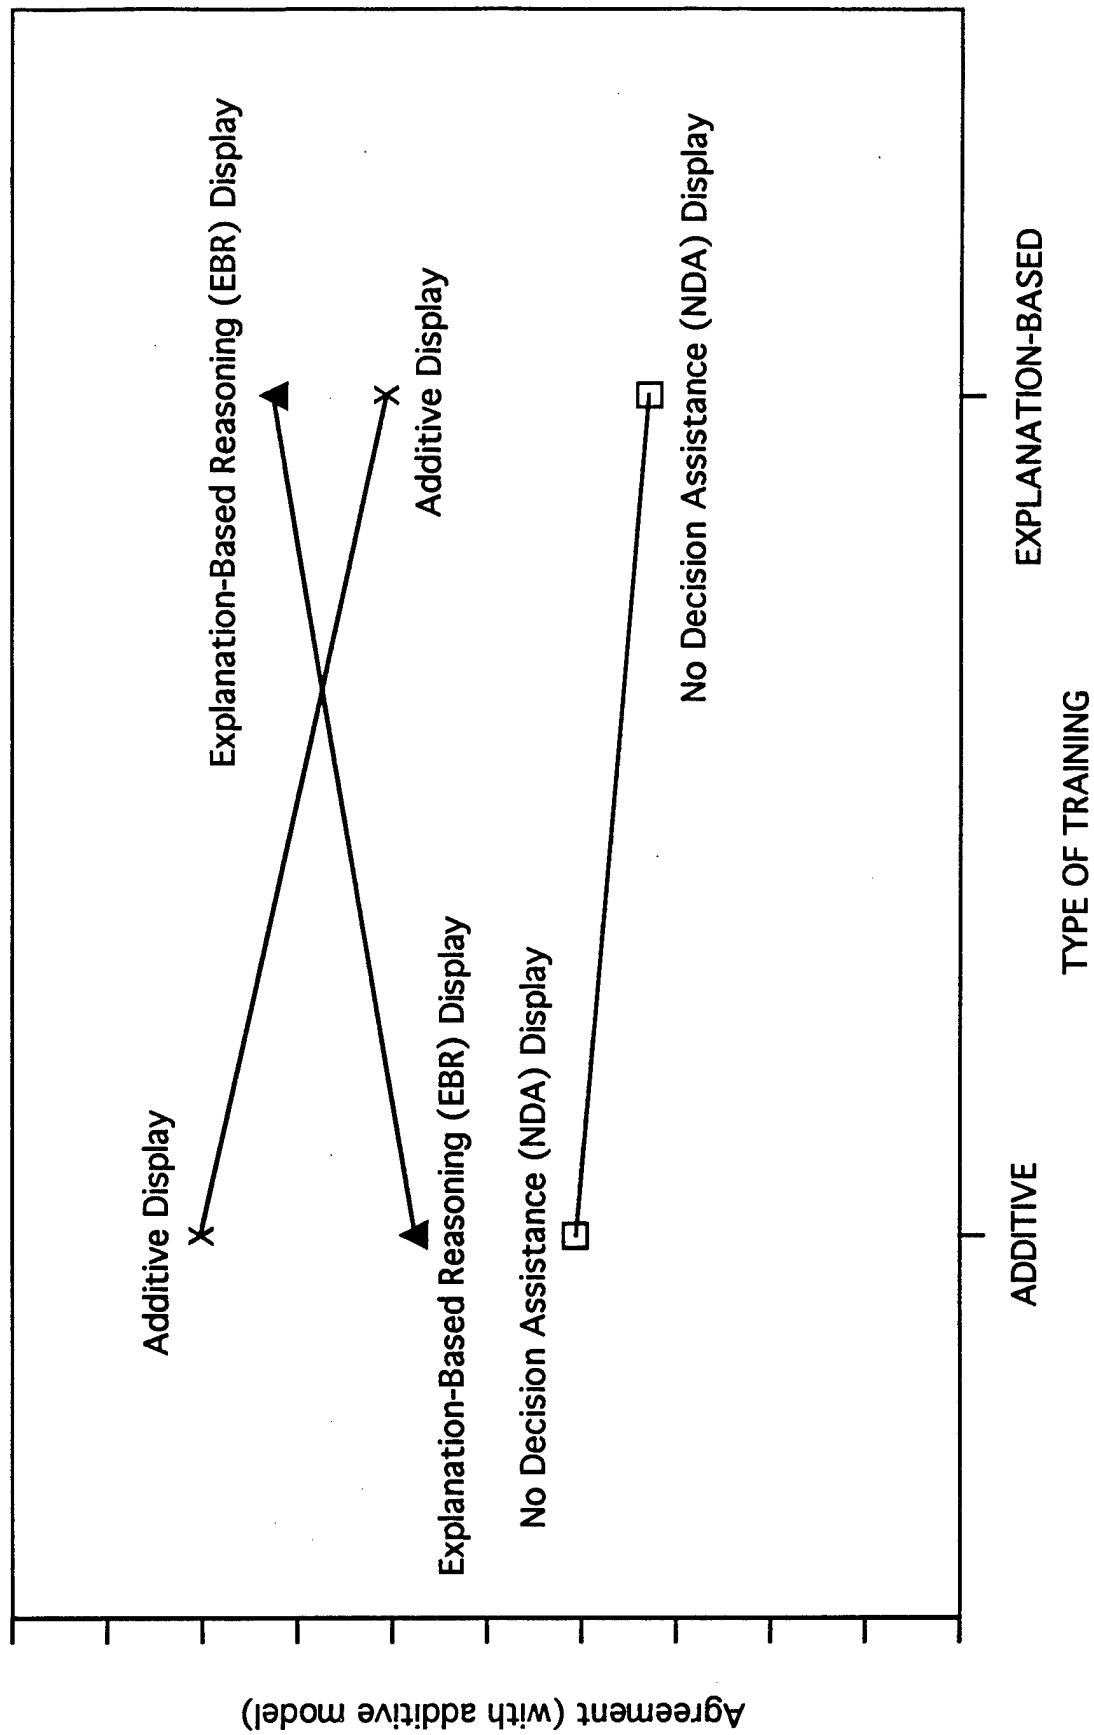 Agreement (with additive model)
Additive Display
Explanation-Based Reasoning (EBR) Display
Explanation-Based Reasoning (EBR) Display
Additive Display
No Decision Assistance (NDA) Display
No Decision Assistance (NDA) Display
ADDITIVE
EXPLANATION-BASED
TYPE OF TRAINING